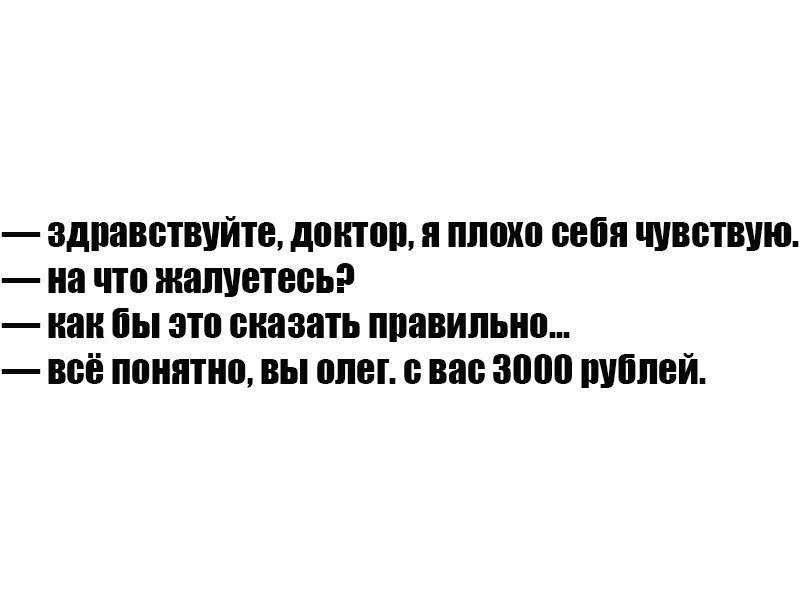 — здравствуйте, доктор, я плохо себя чувствую.
— на что жалуетесь?
— как бы это сказать правильно...
— всё понятно, вы олег. с вас 3000 рублей.